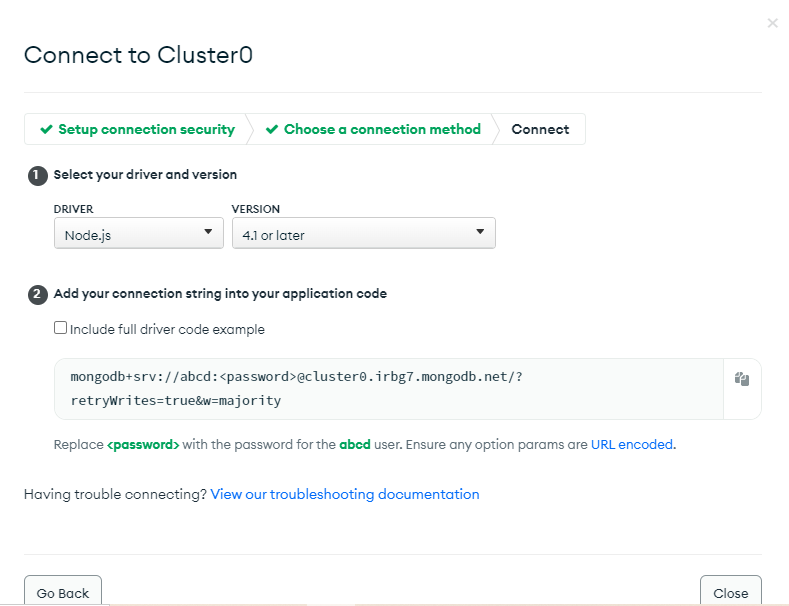 Connect to Cluster0
✔ Setup connection security ✔ Choose a connection method Connect
1 Select your driver and version
DRIVER VERSION
Node.js 4.1 or later
2 Add your connection string into your application code
Include full driver code example
mongodb+srv://abcd:<password>@cluster0.irbg7.mongodb.net/?
retryWrites=true&w=majority
Replace <password> with the password for the abcd user. Ensure any option params are URL encoded.
Having trouble connecting? View our troubleshooting documentation
Go Back Close